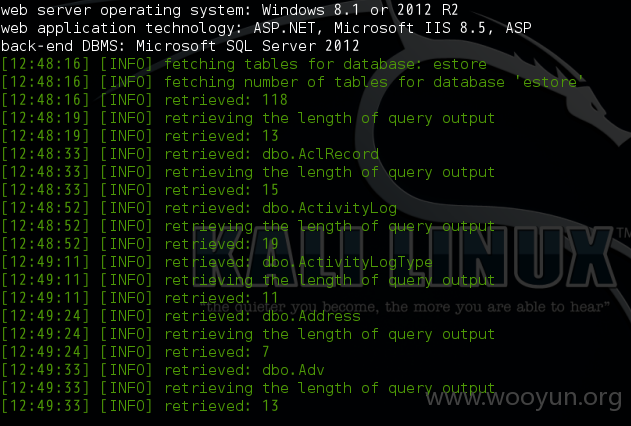 web server operating system: Windows 8.1 or 2012 R2
web application technology: ASP.NET, Microsoft IIS 8.5, ASP
back-end DBMS: Microsoft SQL Server 2012
[12:48:16] [INFO] fetching tables for database: estore
[12:48:16] [INFO] fetching number of tables for database 'estore'
[12:48:16] [INFO] retrieved: 118
[12:48:19] [INFO] retrieving the length of query output
[12:48:19] [INFO] retrieved: 13
[12:48:33] [INFO] retrieved: dbo.AclRecord
[12:48:33] [INFO] retrieving the length of query output
[12:48:33] [INFO] retrieved: 15
[12:48:52] [INFO] retrieved: dbo.ActivityLog
[12:48:52] [INFO] retrieving the length of query output
[12:48:52] [INFO] retrieved: 19
[12:49:11] [INFO] retrieved: dbo.ActivityLogType
[12:49:11] [INFO] retrieving the length of query output
[12:49:11] [INFO] retrieved: 11
[12:49:24] [INFO] retrieved: dbo.Address
[12:49:24] [INFO] retrieving the length of query output
[12:49:24] [INFO] retrieved: 7
[12:49:33] [INFO] retrieved: dbo.Adv
[12:49:33] [INFO] retrieving the length of query output
[12:49:33] [INFO] retrieved: 13
KALI LINUX™
"the quieter you become, the more you are able to hear"
www.wooyun.org